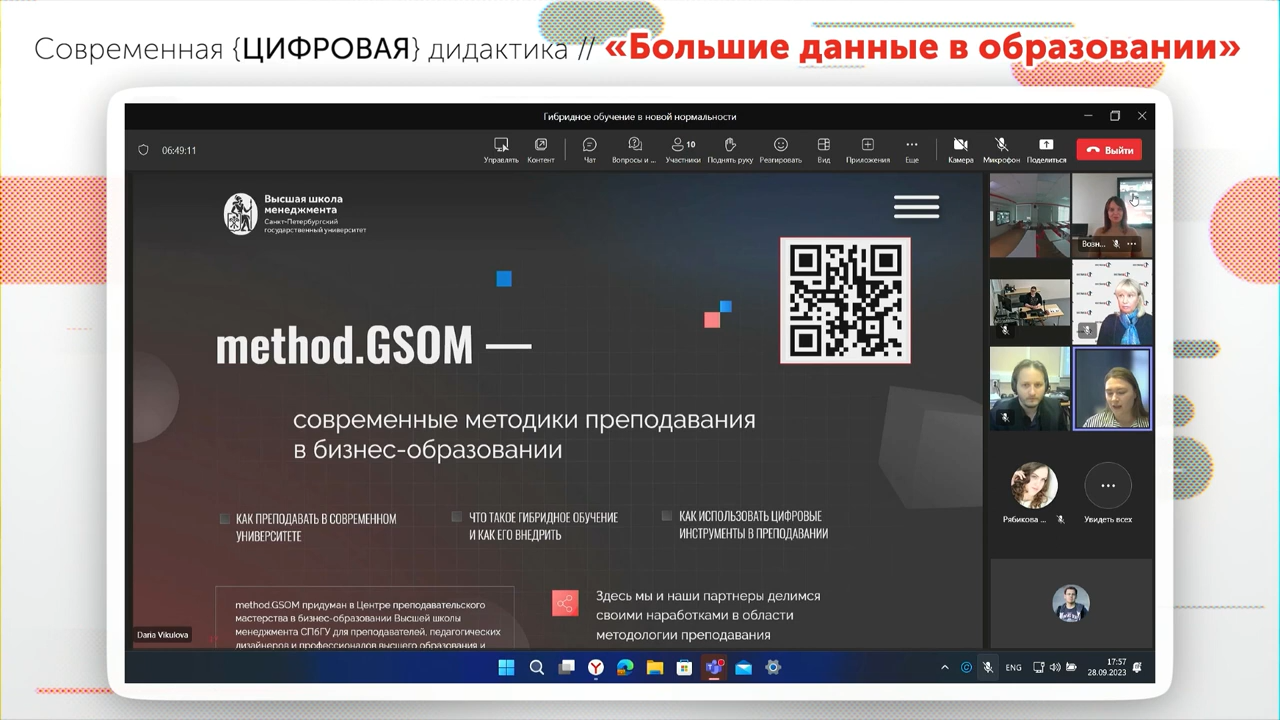 Современная {ЦИФРОВАЯ} дидактика // «Большие данные в образовании»
Гибридное обучение в новой нормальности
06:49:11
Управлять
Контент
Чат
Вопросы и ...
10
Участники
Поднять руку
Реагировать
Вид
Приложения
Еще
Камера
Микрофон
Поделиться
Выйти
Высшая школа
менеджмента
Санкт-Петербургский
государственный университет
method.GSOM —
современные методики преподавания
в бизнес-образовании
КАК ПРЕПОДАВАТЬ В СОВРЕМЕННОМ
УНИВЕРСИТЕТЕ
ЧТО ТАКОЕ ГИБРИДНОЕ ОБУЧЕНИЕ
И КАК ЕГО ВНЕДРИТЬ
КАК ИСПОЛЬЗОВАТЬ ЦИФРОВЫЕ
ИНСТРУМЕНТЫ В ПРЕПОДАВАНИИ
method.GSOM придуман в Центре преподавательского
мастерства в бизнес-образовании Высшей школы
менеджмента СПбГУ для преподавателей, педагогических
дизайнеров и профессионалов высшего образования и
Здесь мы и наши партнеры делимся
своими наработками в области
методологии преподавания
Daria Vikulova
Возн...
Рябикова ...
Увидеть всех
ENG
17:57
28.09.2023